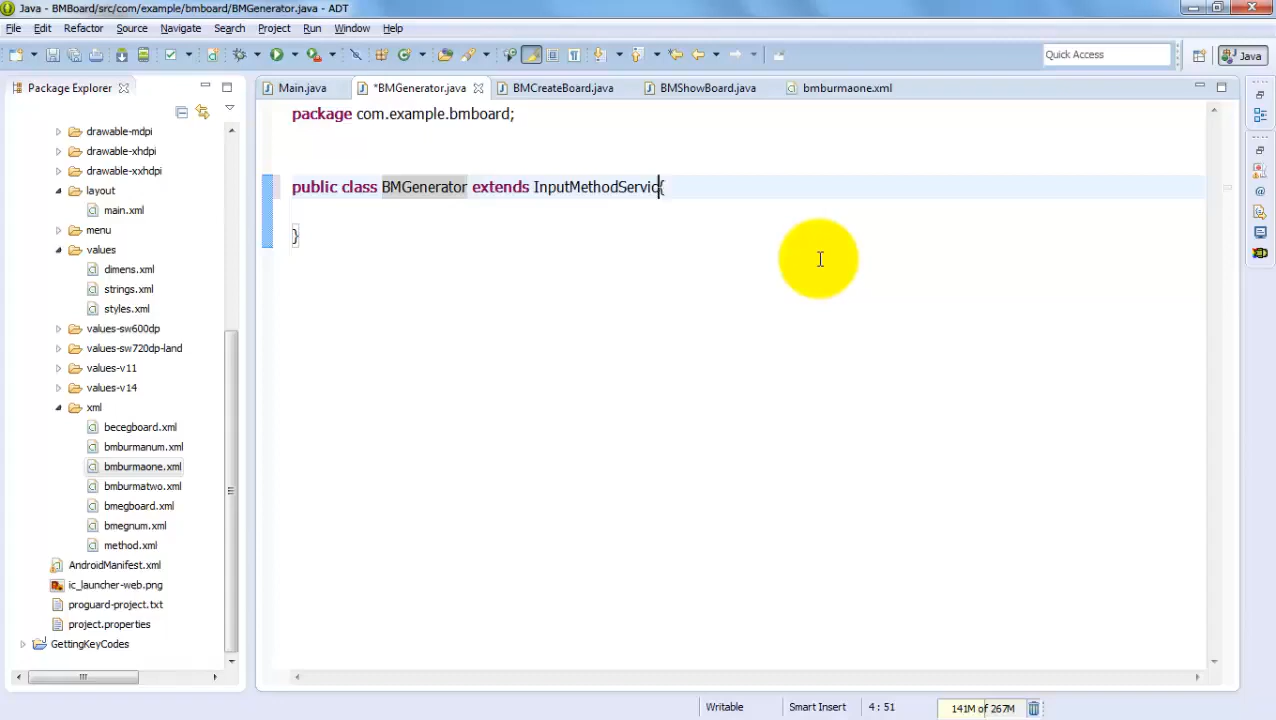 Java - BMBoard/src/com/example/bmboard/BMGenerator.java - ADT
File Edit Refactor Source Navigate Search Project Run Window Help
Quick Access
Java
Package Explorer
Main.java
*BMGenerator.java
BMCreateBoard.java
BMShowBoard.java
bmburmaone.xml
drawable-mdpi
drawable-xhdpi
drawable-xxhdpi
layout
main.xml
menu
values
dimens.xml
strings.xml
styles.xml
values-sw600dp
values-sw720dp-land
values-v11
values-v14
xml
becegboard.xml
bmburmanum.xml
bmburmaone.xml
bmburmatwo.xml
bmegboard.xml
bmegnum.xml
method.xml
AndroidManifest.xml
ic_launcher-web.png
proguard-project.txt
project.properties
GettingKeyCodes
package com.example.bmboard;
public class BMGenerator extends InputMethodServic{
}
Writable
Smart Insert
4 : 51
141M of 267M